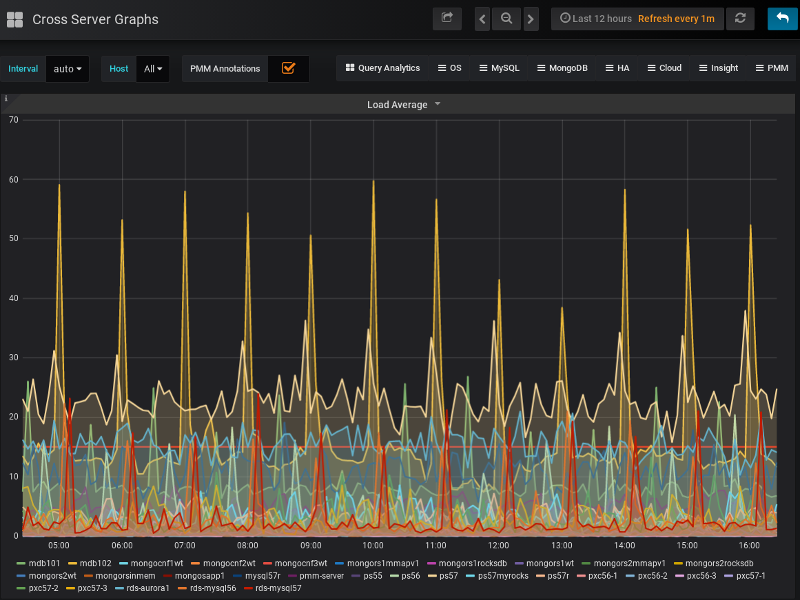 Cross Server Graphs
Last 12 hours Refresh every 1m
Interval auto Host All PMM Annotations Query Analytics OS MySQL MongoDB HA Cloud Insight PMM
i
Load Average
70
60
50
40
30
20
10
0
05:00 06:00 07:00 08:00 09:00 10:00 11:00 12:00 13:00 14:00 15:00 16:00
mdb101 mdb102 mongocnf1wt mongocnf2wt mongocnf3wt mongors1mmapv1 mongors1rocksdb mongors1wt mongors2mmapv1 mongors2rocksdb
mongors2wt mongorsinmem mongosapp1 mysql57r pmm-server ps55 ps56 ps57 ps57myrocks ps57r pxc56-1 pxc56-2 pxc56-3 pxc57-1
pxc57-2 pxc57-3 rds-aurora1 rds-mysql56 rds-mysql57